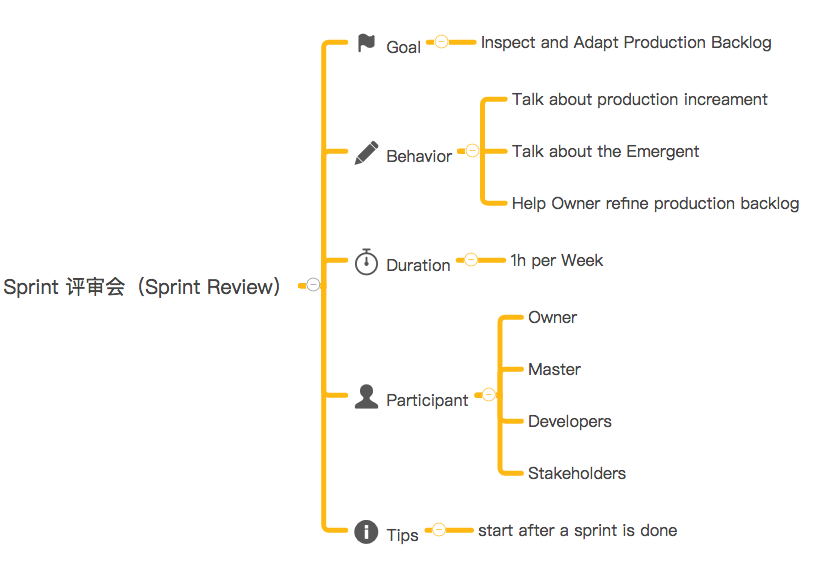 Sprint 评审会（Sprint Review）
Goal
Inspect and Adapt Production Backlog
Behavior
Talk about production increament
Talk about the Emergent
Help Owner refine production backlog
Duration
1h per Week
Participant
Owner
Master
Developers
Stakeholders
Tips
start after a sprint is done